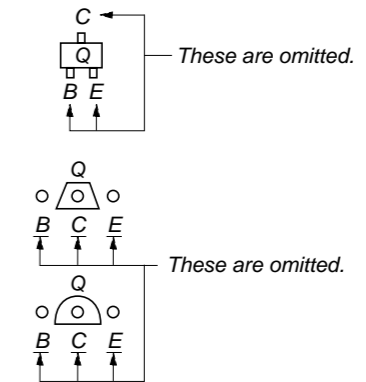 C
Q
These are omitted.
B E
Q
B C E
These are omitted.
Q
B C E